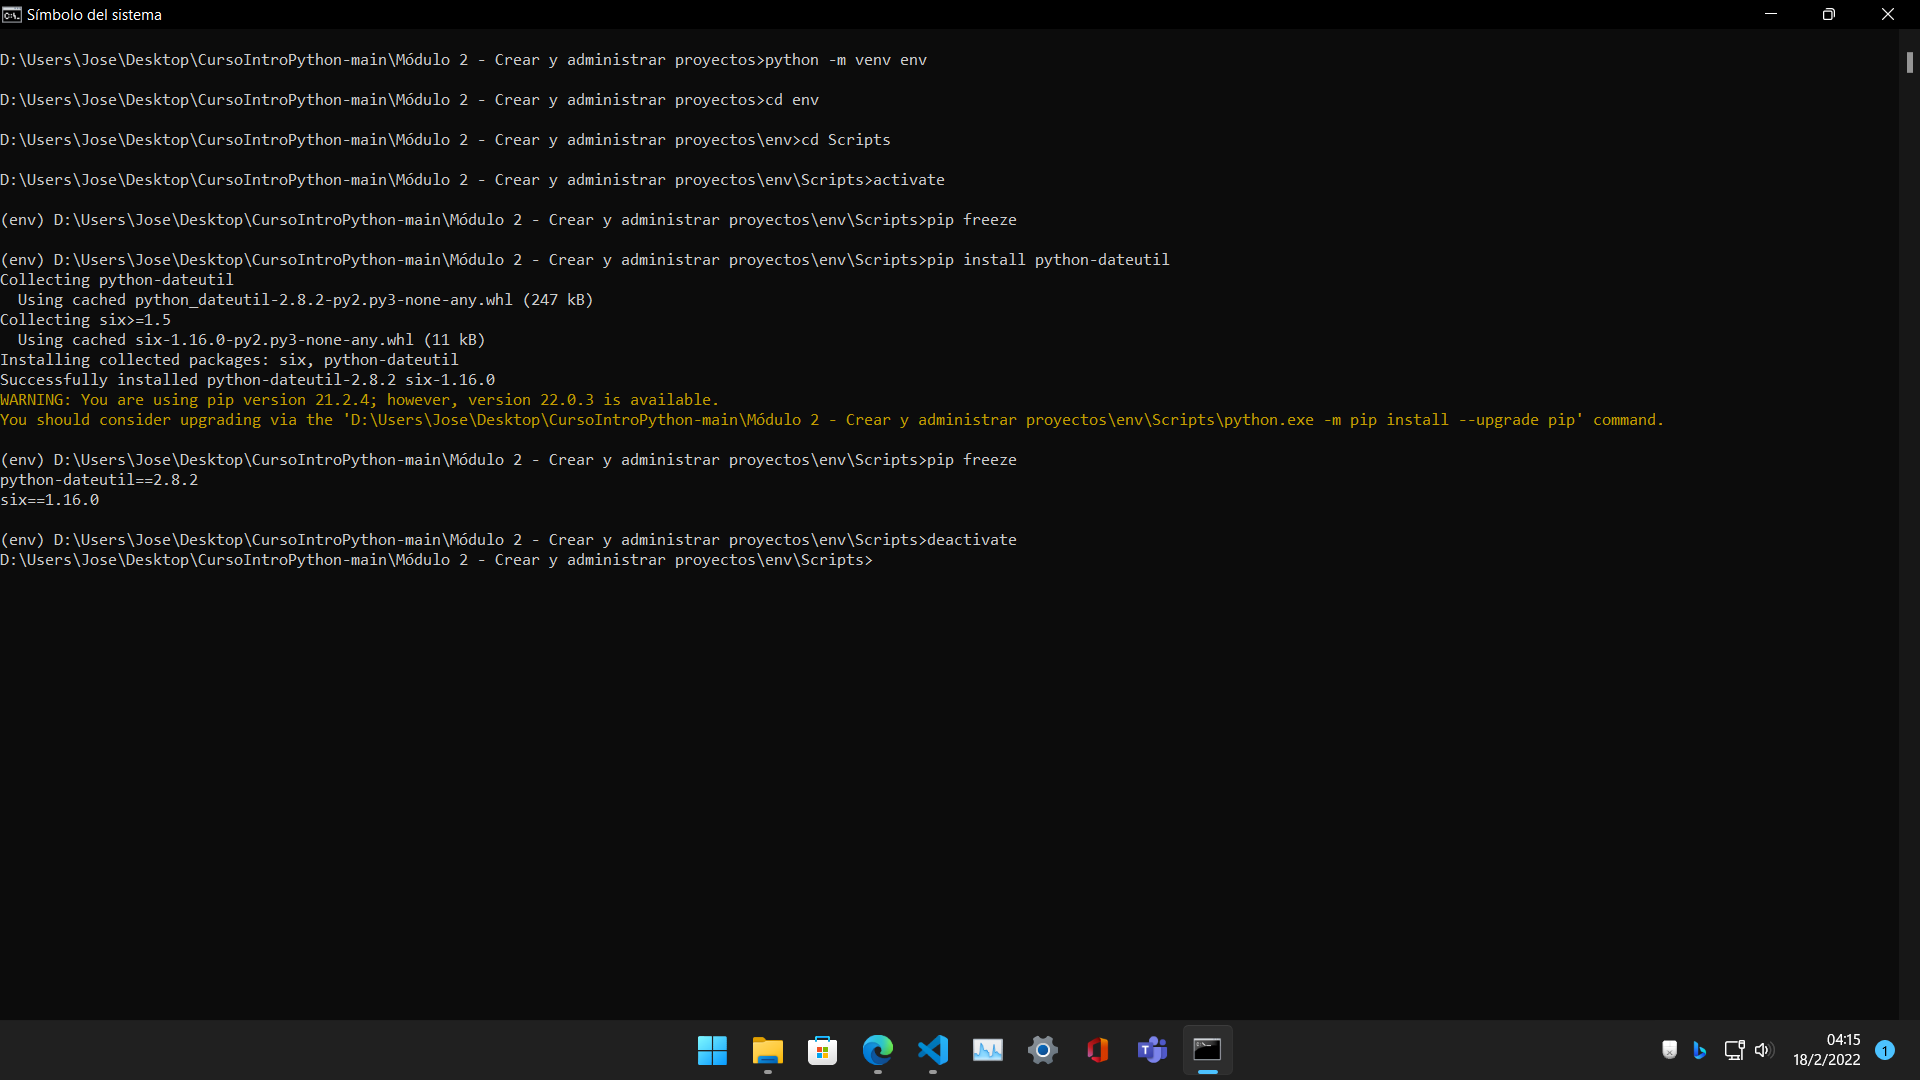 Símbolo del sistema
D:\Users\Jose\Desktop\CursoIntroPython-main\Módulo 2 - Crear y administrar proyectos>python -m venv env
D:\Users\Jose\Desktop\CursoIntroPython-main\Módulo 2 - Crear y administrar proyectos>cd env
D:\Users\Jose\Desktop\CursoIntroPython-main\Módulo 2 - Crear y administrar proyectos\env>cd Scripts
D:\Users\Jose\Desktop\CursoIntroPython-main\Módulo 2 - Crear y administrar proyectos\env\Scripts>activate
(env) D:\Users\Jose\Desktop\CursoIntroPython-main\Módulo 2 - Crear y administrar proyectos\env\Scripts>pip freeze
(env) D:\Users\Jose\Desktop\CursoIntroPython-main\Módulo 2 - Crear y administrar proyectos\env\Scripts>pip install python-dateutil
Collecting python-dateutil
  Using cached python_dateutil-2.8.2-py2.py3-none-any.whl (247 kB)
Collecting six>=1.5
  Using cached six-1.16.0-py2.py3-none-any.whl (11 kB)
Installing collected packages: six, python-dateutil
Successfully installed python-dateutil-2.8.2 six-1.16.0
WARNING: You are using pip version 21.2.4; however, version 22.0.3 is available.
You should consider upgrading via the 'D:\Users\Jose\Desktop\CursoIntroPython-main\Módulo 2 - Crear y administrar proyectos\env\Scripts\python.exe -m pip install --upgrade pip' command.
(env) D:\Users\Jose\Desktop\CursoIntroPython-main\Módulo 2 - Crear y administrar proyectos\env\Scripts>pip freeze
python-dateutil==2.8.2
six==1.16.0
(env) D:\Users\Jose\Desktop\CursoIntroPython-main\Módulo 2 - Crear y administrar proyectos\env\Scripts>deactivate
D:\Users\Jose\Desktop\CursoIntroPython-main\Módulo 2 - Crear y administrar proyectos\env\Scripts>
04:15
18/2/2022
1